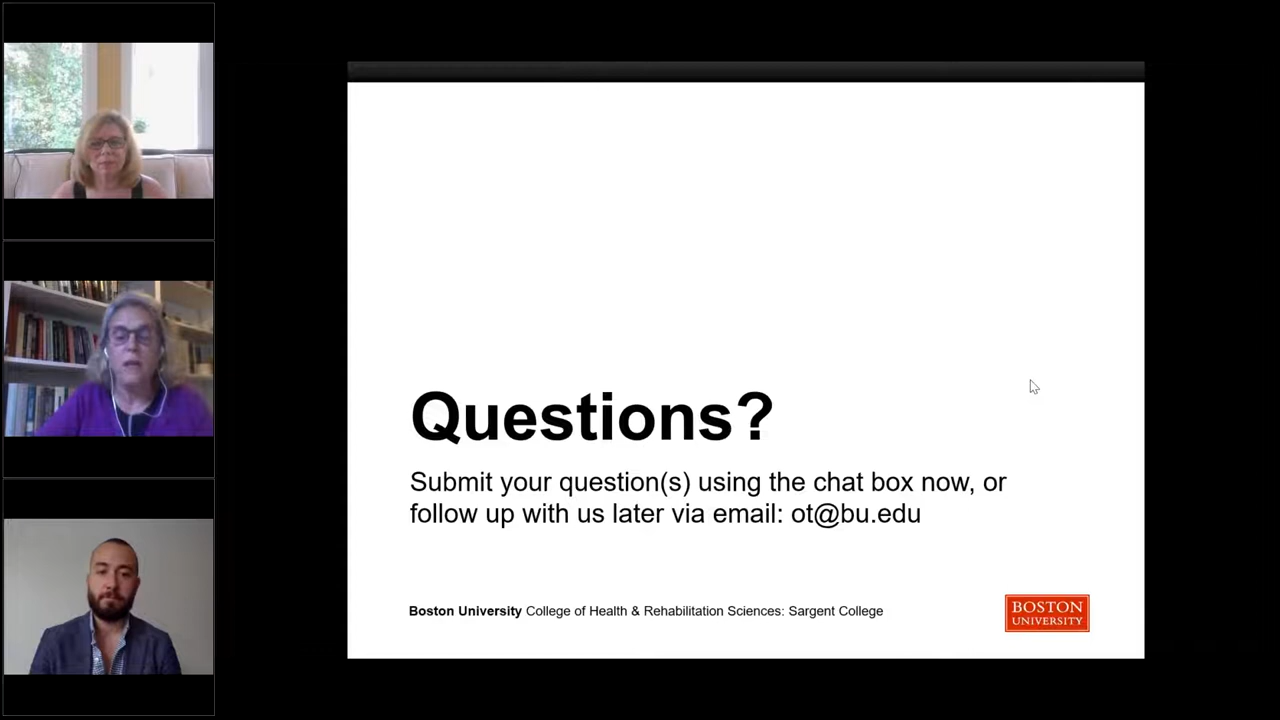 Questions?
Submit your question(s) using the chat box now, or
follow up with us later via email: ot@bu.edu
Boston University College of Health & Rehabilitation Sciences: Sargent College
BOSTON
UNIVERSITY